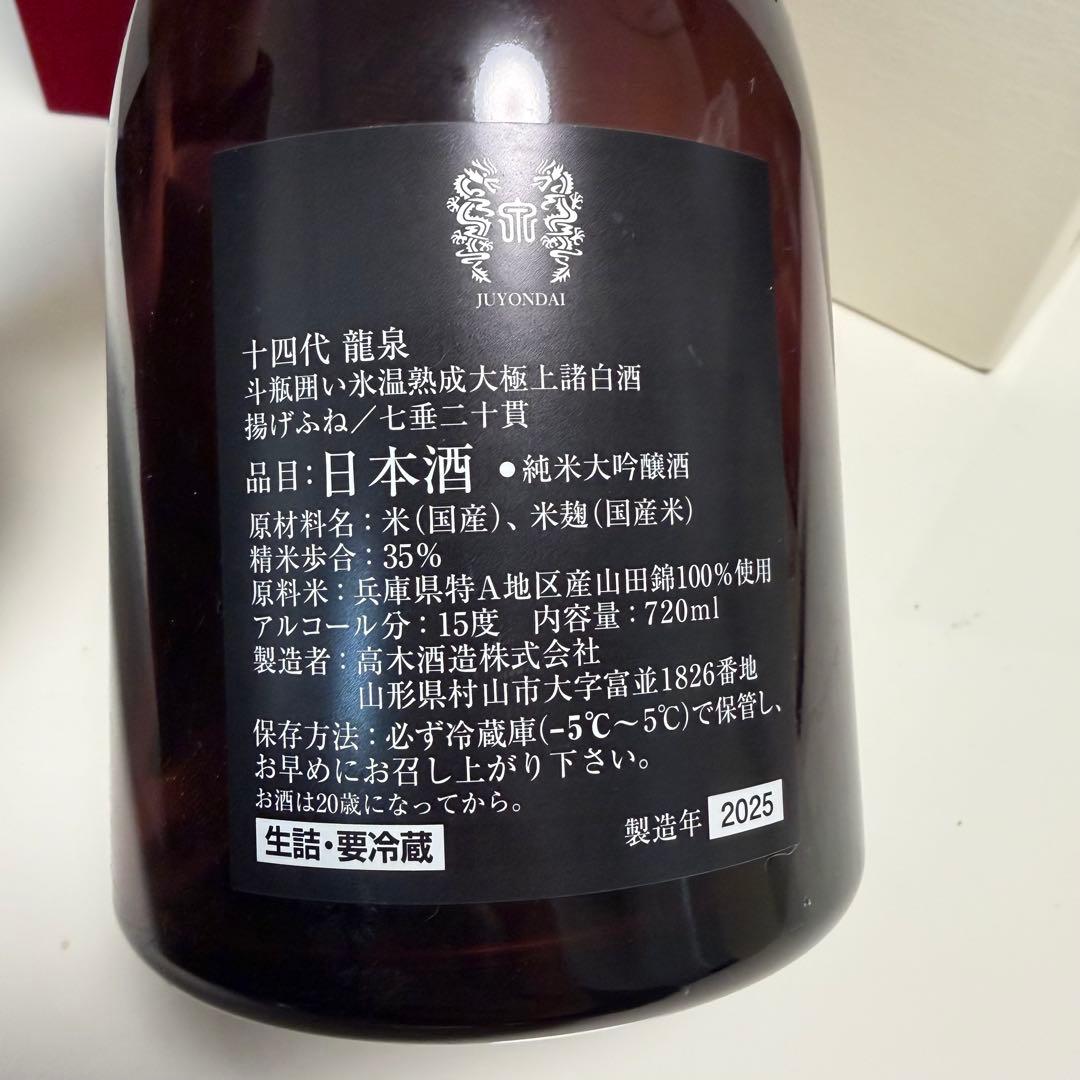 JUYONDAI
十四代 龍泉
斗瓶囲い氷温熟成大極上諸白酒
揚げふね／七垂二十貫
品目：日本酒 ●純米大吟醸酒
原材料名：米（国産）、米麹（国産米）
精米歩合：35％
原料米：兵庫県特A地区産山田錦100％使用
アルコール分：15度　内容量：720ml
製造者：高木酒造株式会社
山形県村山市大字富並1826番地
保存方法：必ず冷蔵庫（-5℃〜5℃）で保管し、
お早めにお召し上がり下さい。
お酒は20歳になってから。
生詰・要冷蔵
製造年 2025